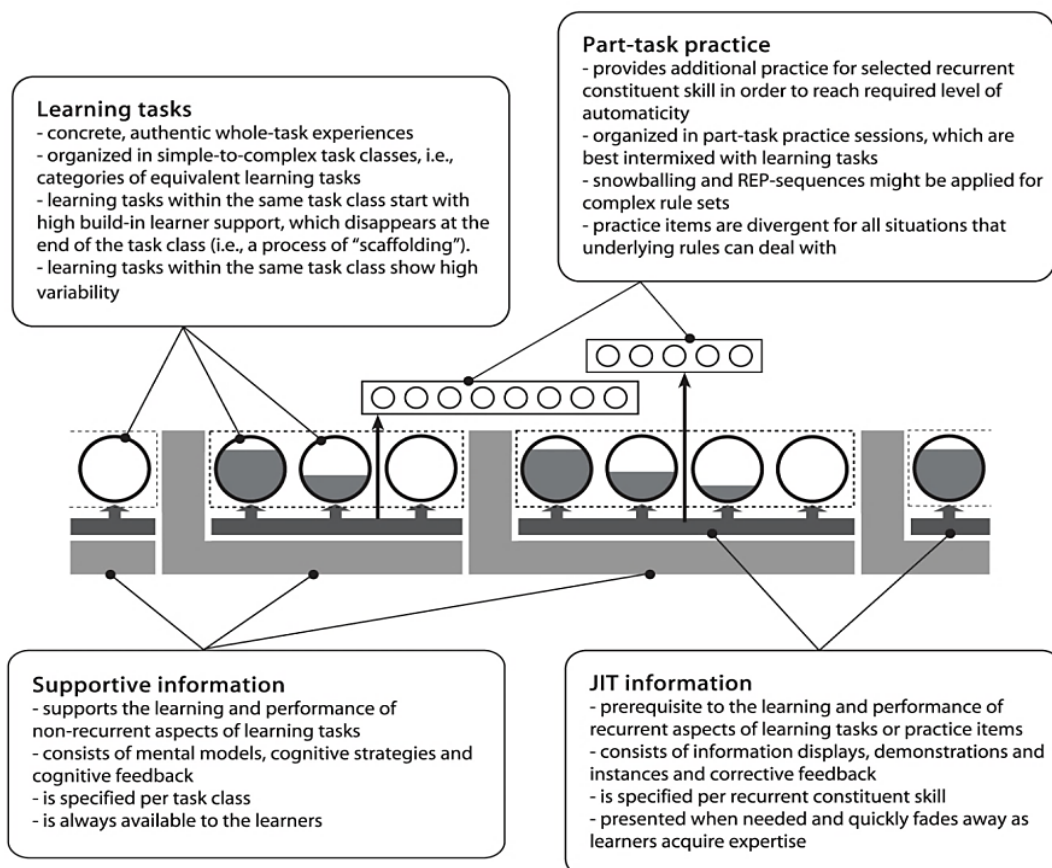 Learning tasks
- concrete, authentic whole-task experiences
- organized in simple-to-complex task classes, i.e.,
categories of equivalent learning tasks
- learning tasks within the same task class start with
high build-in learner support, which disappears at the
end of the task class (i.e., a process of “scaffolding”).
- learning tasks within the same task class show high
variability
Part-task practice
- provides additional practice for selected recurrent
constituent skill in order to reach required level of
automaticity
- organized in part-task practice sessions, which are
best intermixed with learning tasks
- snowballing and REP-sequences might be applied for
complex rule sets
- practice items are divergent for all situations that
underlying rules can deal with
Supportive information
- supports the learning and performance of
non-recurrent aspects of learning tasks
- consists of mental models, cognitive strategies and
cognitive feedback
- is specified per task class
- is always available to the learners
JIT information
- prerequisite to the learning and performance of
recurrent aspects of learning tasks or practice items
- consists of information displays, demonstrations and
instances and corrective feedback
- is specified per recurrent constituent skill
- presented when needed and quickly fades away as
learners acquire expertise